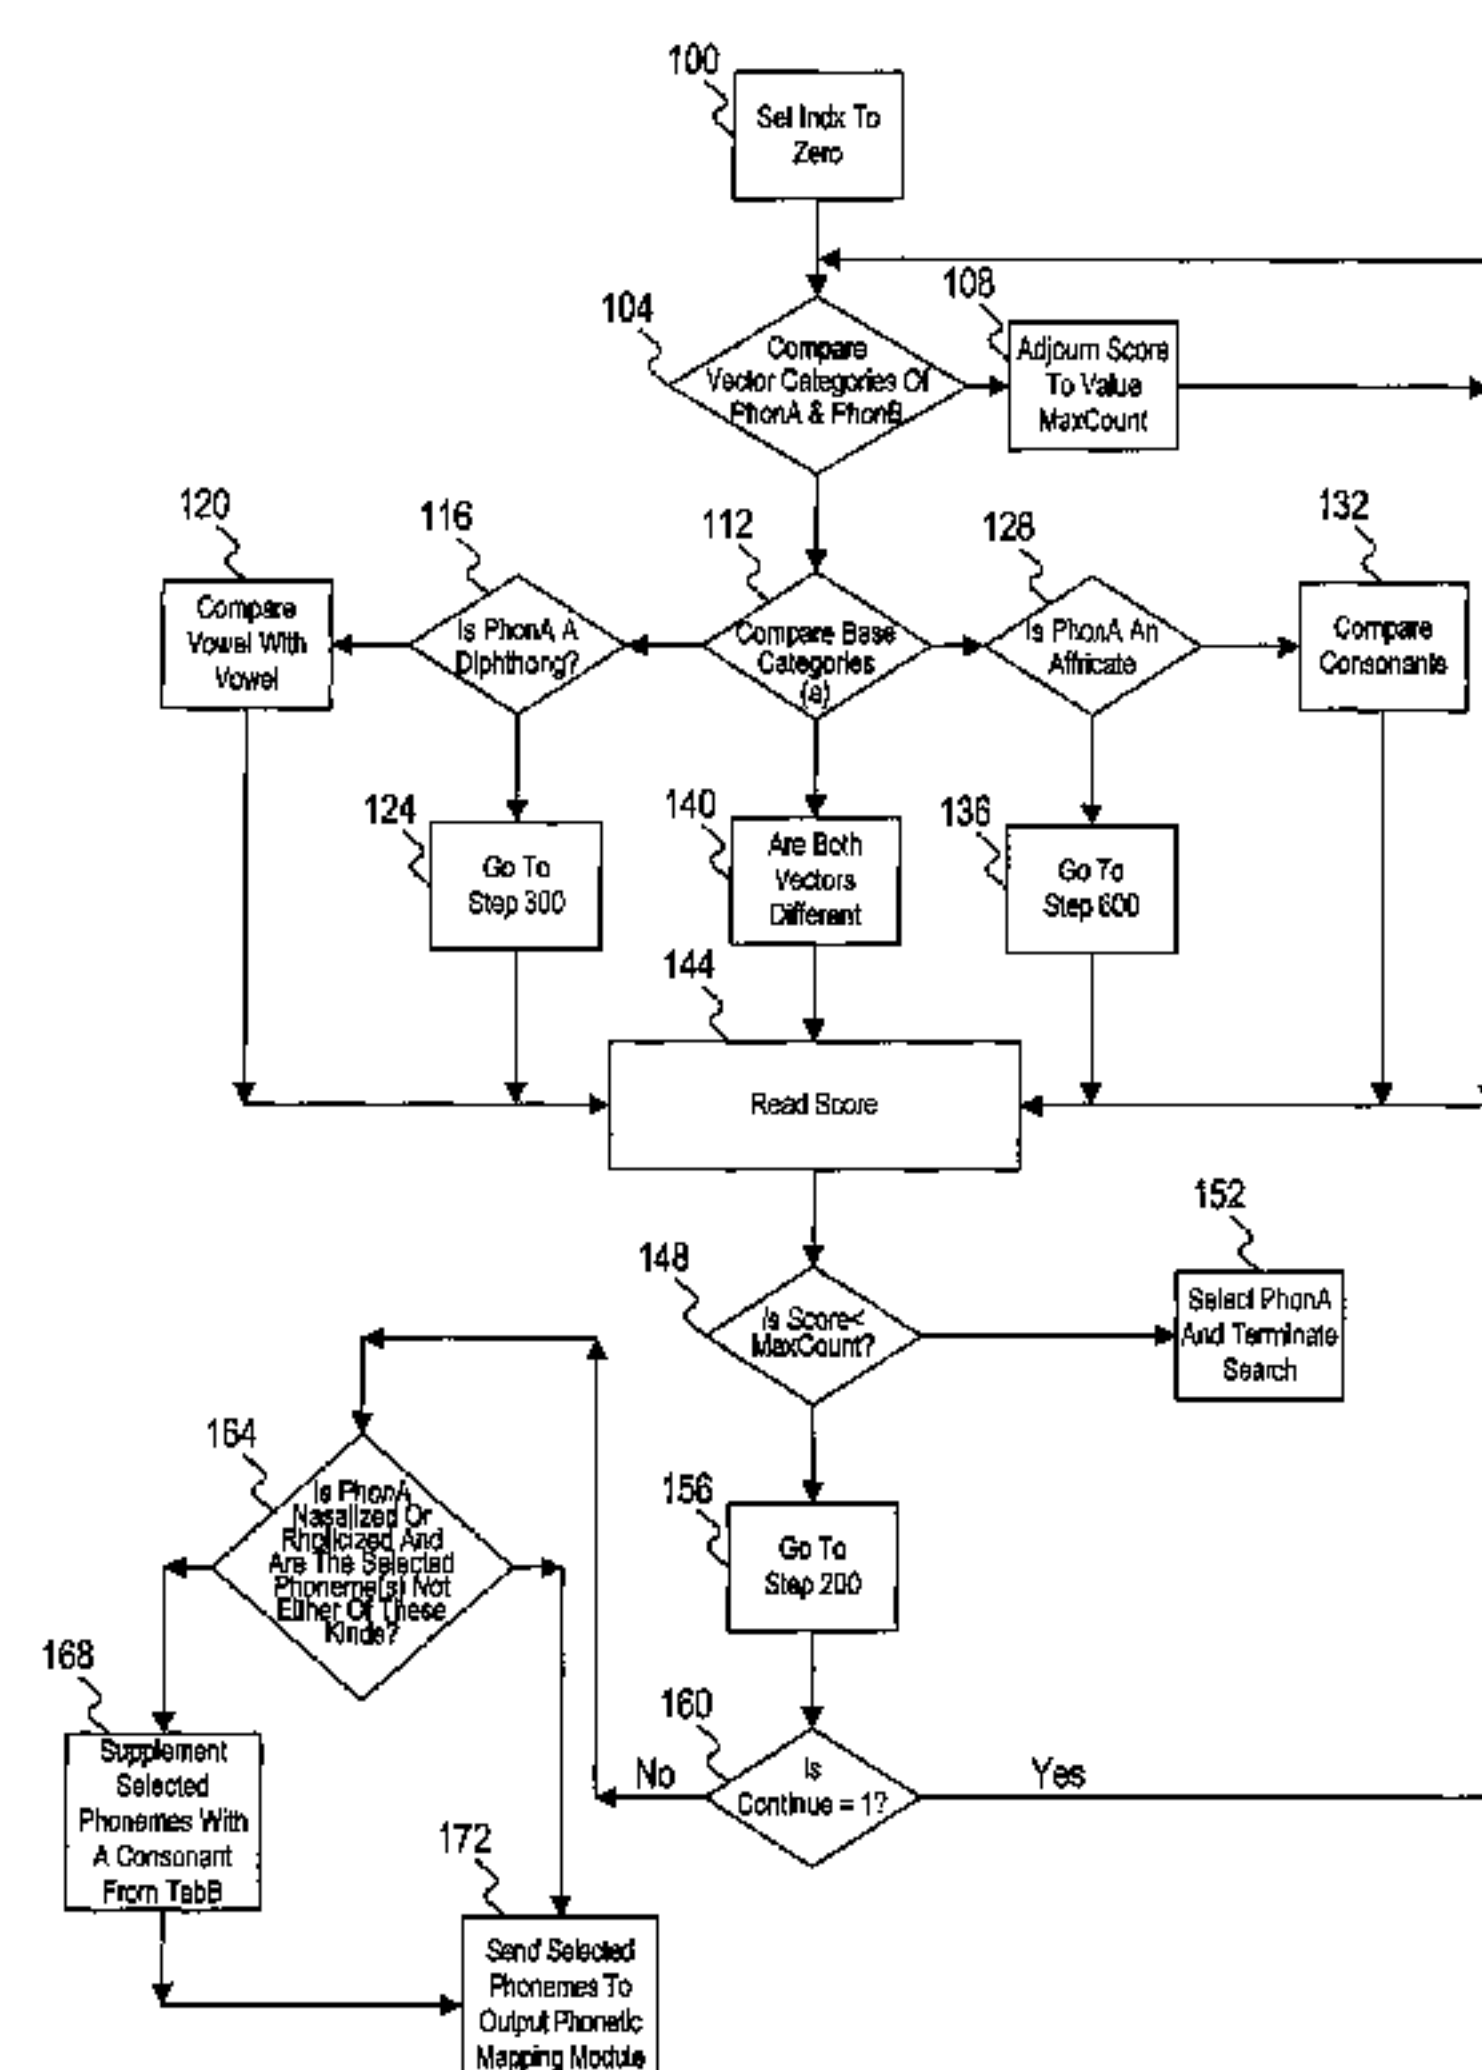 100
Set Indx To
Zero
104
Compare
Vector Categories Of
PhonA & PhonB
108
Adjourn Score
To Value
MaxCount
120
Compare
Vowel With
Vowel
116
Is PhonA A
Diphthong?
112
Compare Base
Categories
(a)
128
Is PhonA An
Affricate
132
Compare
Consonants
124
Go To
Step 300
140
Are Both
Vectors
Different
136
Go To
Step 600
144
Read Score
148
Is Score<
MaxCount?
152
Select PhonA
And Terminate
Search
156
Go To
Step 200
160
Is
Continue = 1?
No
Yes
164
Is PhonA
Nasalized Or
Rhoticized And
Are The Selected
Phoneme(s) Not
Either Of These
Kinds?
168
Supplement
Selected
Phonemes With
A Consonant
From TabB
172
Send Selected
Phonemes To
Output Phonetic
Mapping Module